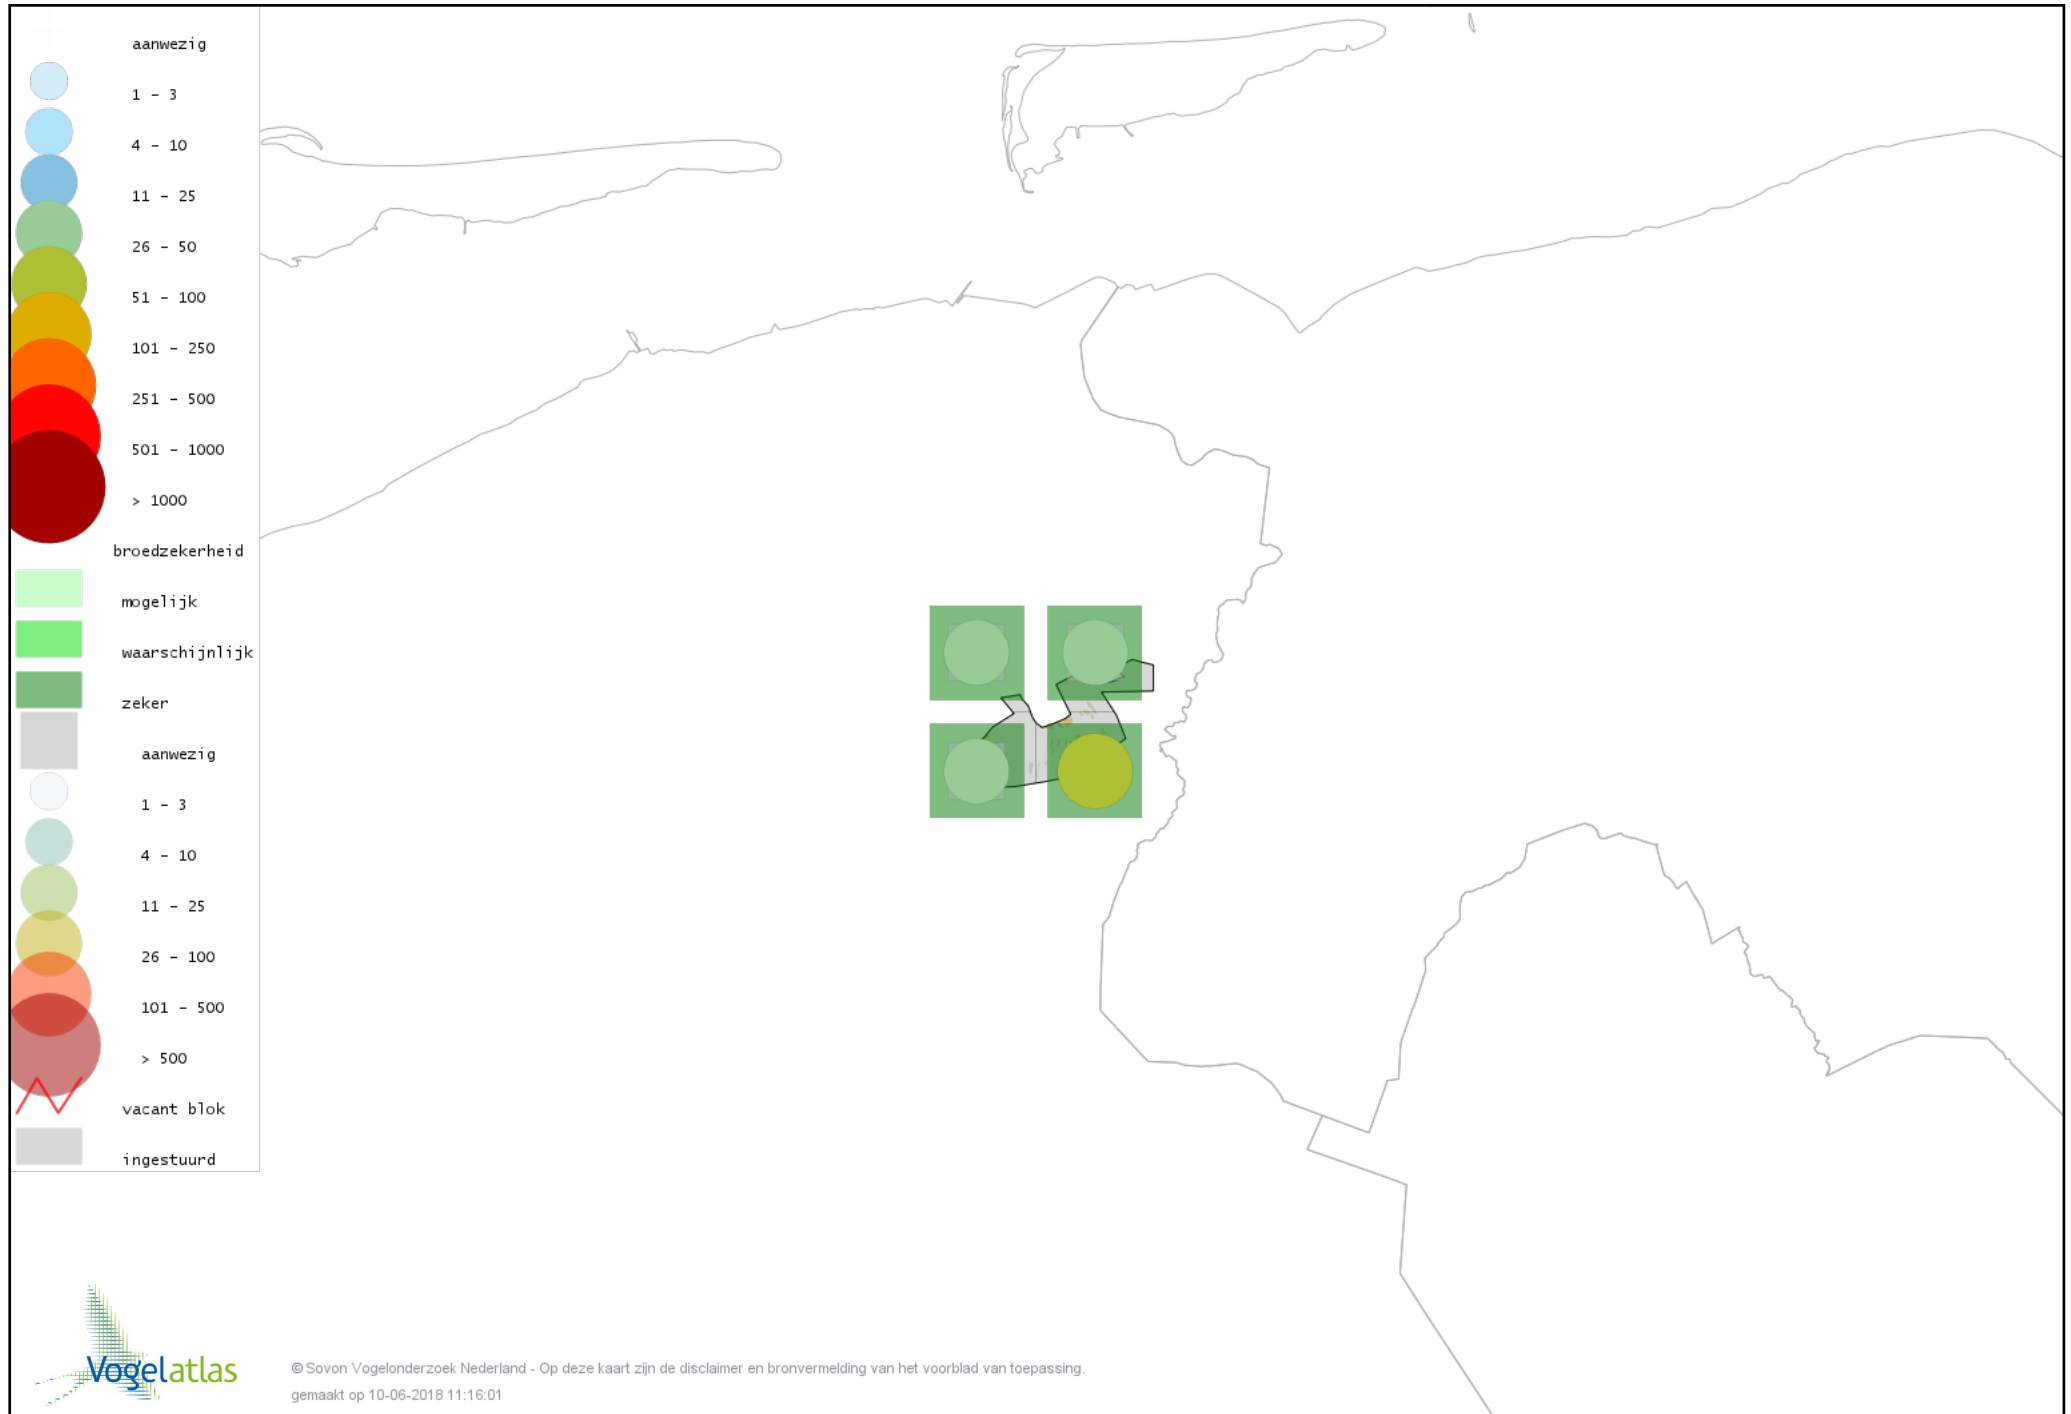 aanwezig
1 - 3
4 - 10
11 - 25
26 - 50
51 - 100
101 - 250
251 - 500
501 - 1000
> 1000
broedzekerheid
mogelijk
waarschijnlijk
zeker
aanwezig
1 - 3
4 - 10
11 - 25
26 - 100
101 - 500
> 500
vacant blok
ingestuurd
Vogelatlas
© Sovon Vogelonderzoek Nederland - Op deze kaart zijn de disclaimer en bronvermelding van het voorblad van toepassing.
gemaakt op 10-06-2018 11:16:01